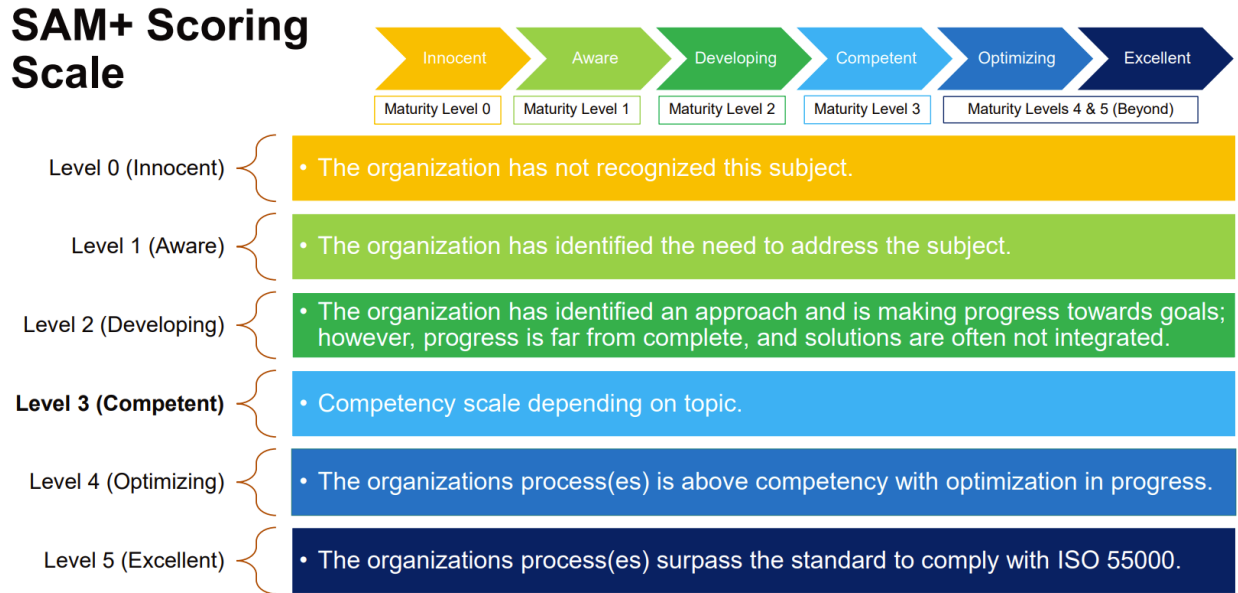 SAM+ Scoring
Scale
Innocent
Aware
Developing
Competent
Optimizing
Excellent
Maturity Level 0
Maturity Level 1
Maturity Level 2
Maturity Level 3
Maturity Levels 4 & 5 (Beyond)
Level 0 (Innocent)
• The organization has not recognized this subject.
Level 1 (Aware)
• The organization has identified the need to address the subject.
Level 2 (Developing)
• The organization has identified an approach and is making progress towards goals;
however, progress is far from complete, and solutions are often not integrated.
Level 3 (Competent)
• Competency scale depending on topic.
Level 4 (Optimizing)
• The organizations process(es) is above competency with optimization in progress.
Level 5 (Excellent)
• The organizations process(es) surpass the standard to comply with ISO 55000.